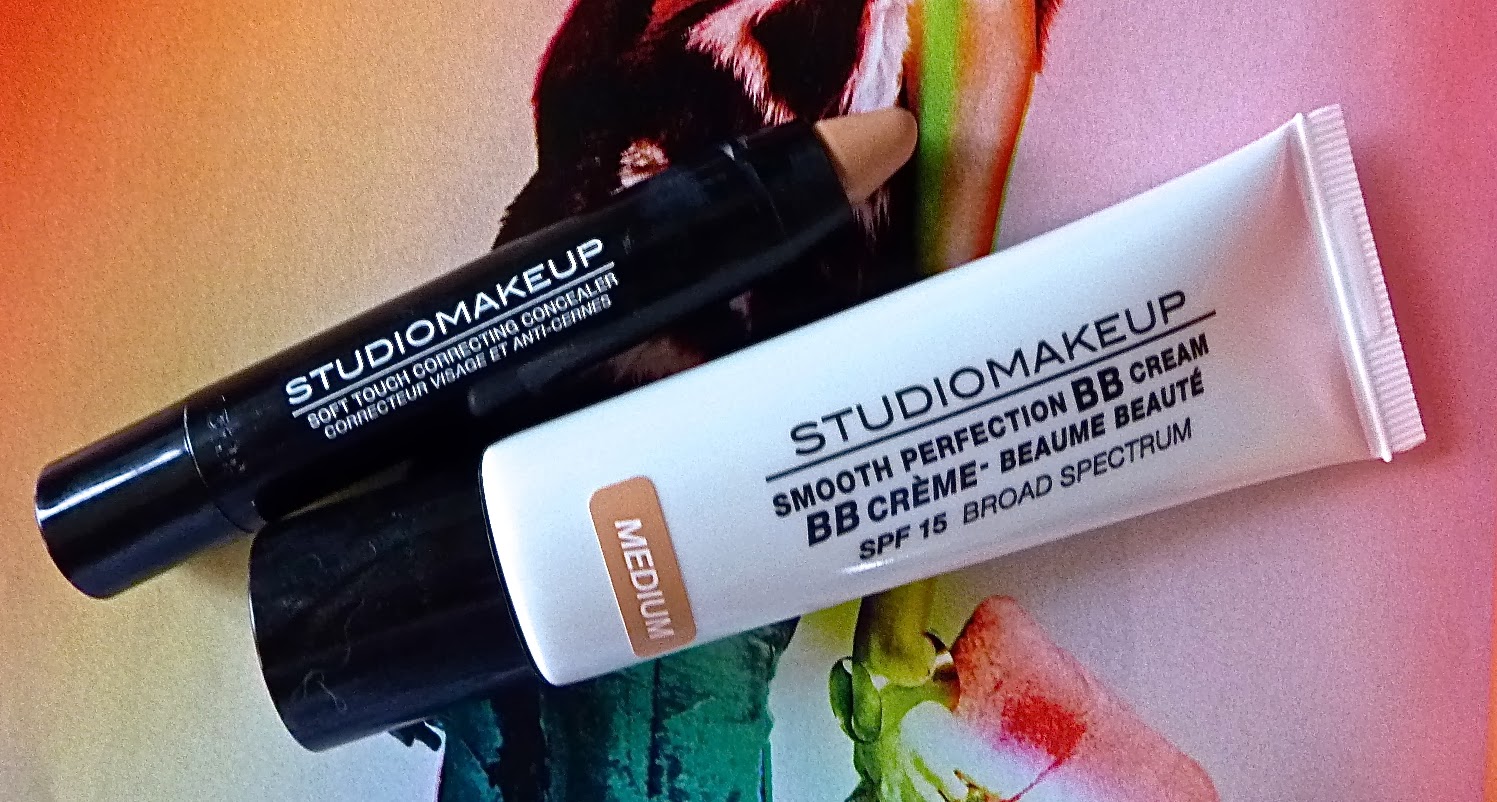 STUDIOMAKEUP
SOFT TOUCH CORRECTING CONCEALER
CORRECTEUR VISAGE ET ANTI-CERNES
STUDIOMAKEUP
SMOOTH PERFECTION BB CREAM
BB CRÈME- BEAUME BEAUTÉ
SPF 15 BROAD SPECTRUM
MEDIUM